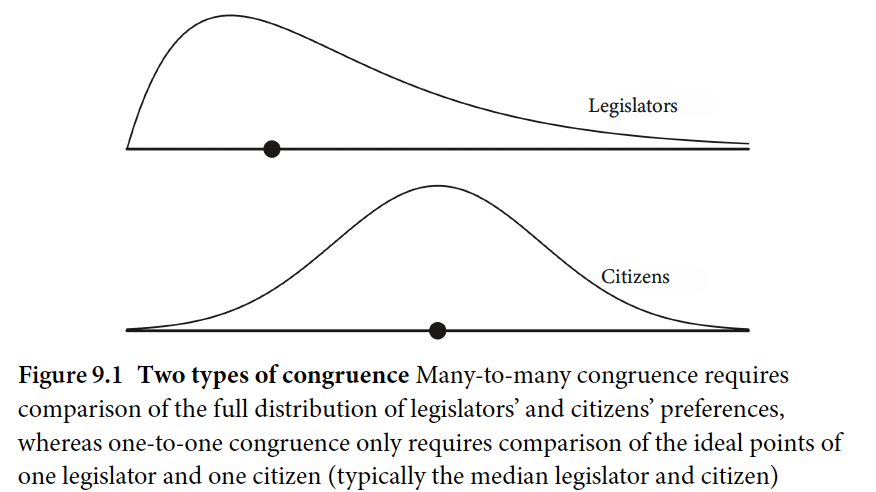 Legislators
Citizens
Figure 9.1 Two types of congruence Many-to-many congruence requires
comparison of the full distribution of legislators’ and citizens’ preferences,
whereas one-to-one congruence only requires comparison of the ideal points of
one legislator and one citizen (typically the median legislator and citizen)